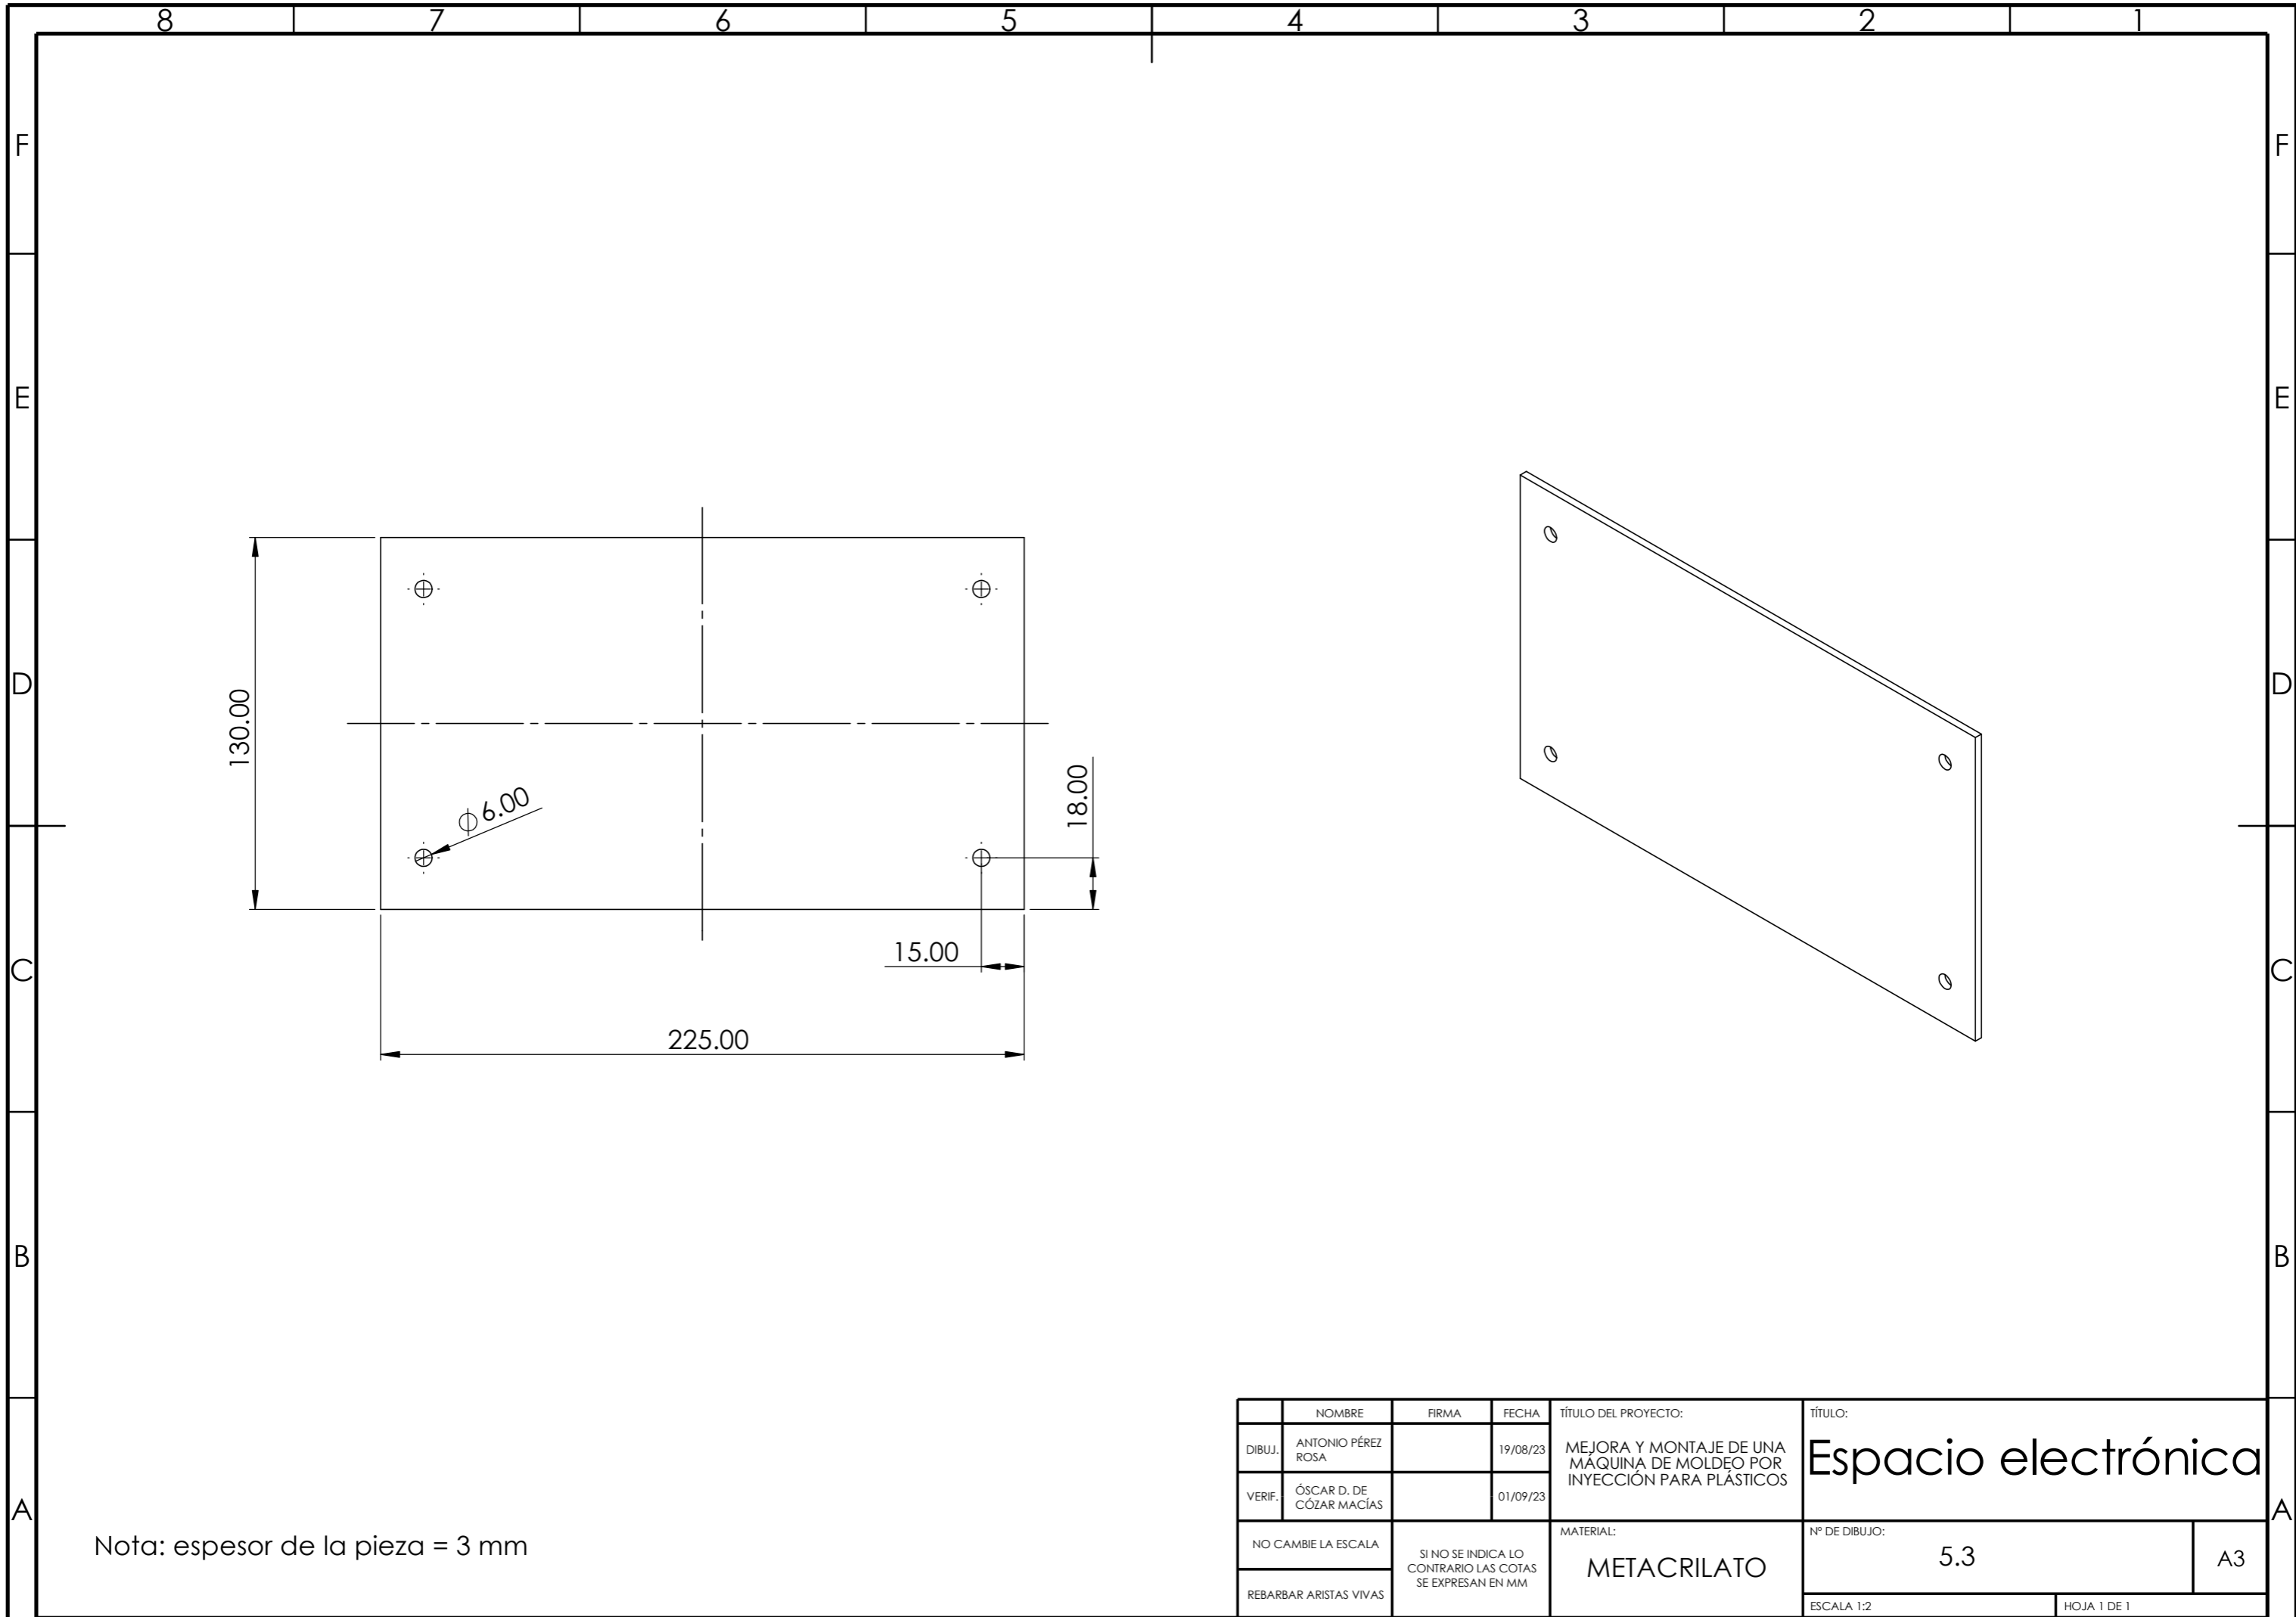 8 7 6 5 4 3 2 1
F F
E E
D D
C C
B B
A A
130.00
⌀6.00
18.00
15.00
225.00
Nota: espesor de la pieza = 3 mm
NOMBRE FIRMA FECHA
DIBUJ. ANTONIO PÉREZ ROSA 19/08/23
VERIF. ÓSCAR D. DE CÓZAR MACÍAS 01/09/23
NO CAMBIE LA ESCALA
REBARBAR ARISTAS VIVAS
SI NO SE INDICA LO
CONTRARIO LAS COTAS
SE EXPRESAN EN MM
TÍTULO DEL PROYECTO:
MEJORA Y MONTAJE DE UNA
MÁQUINA DE MOLDEO POR
INYECCIÓN PARA PLÁSTICOS
MATERIAL:
METACRILATO
TÍTULO:
Espacio electrónica
Nº DE DIBUJO:
5.3
A3
ESCALA 1:2
HOJA 1 DE 1